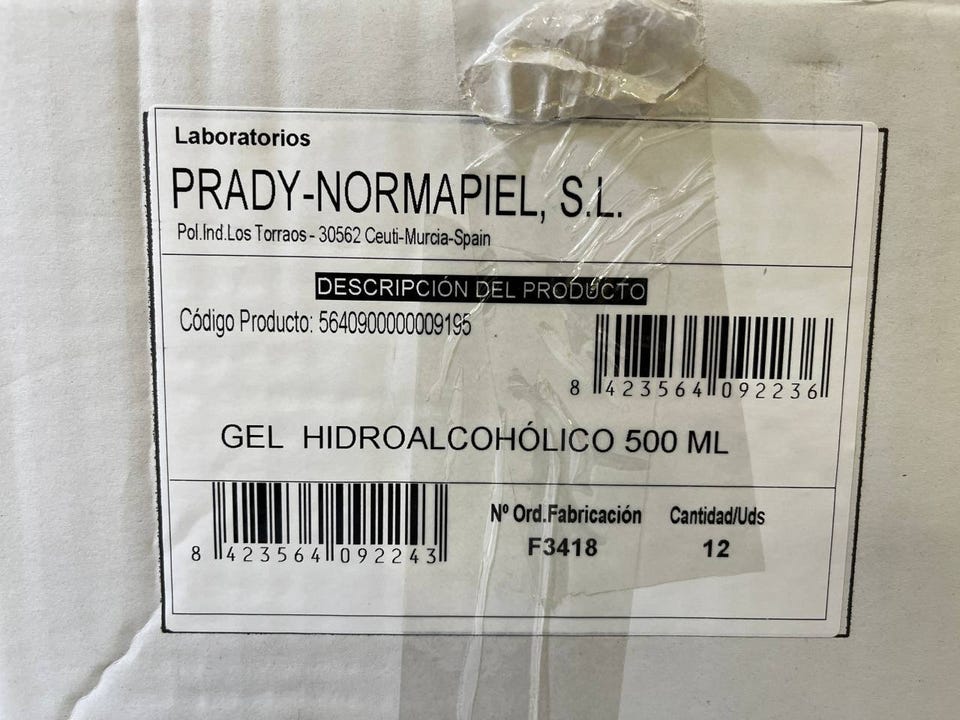 Laboratorios
PRADY-NORMAPIEL, S.L.
Pol.Ind.Los Torraos - 30562 Ceuti-Murcia-Spain
DESCRIPCIÓN DEL PRODUCTO
Código Producto: 5640900000009195
8 423564 092236
GEL HIDROALCOHÓLICO 500 ML
8 423564 092243
Nº Ord.Fabricación Cantidad/Uds
F3418 12